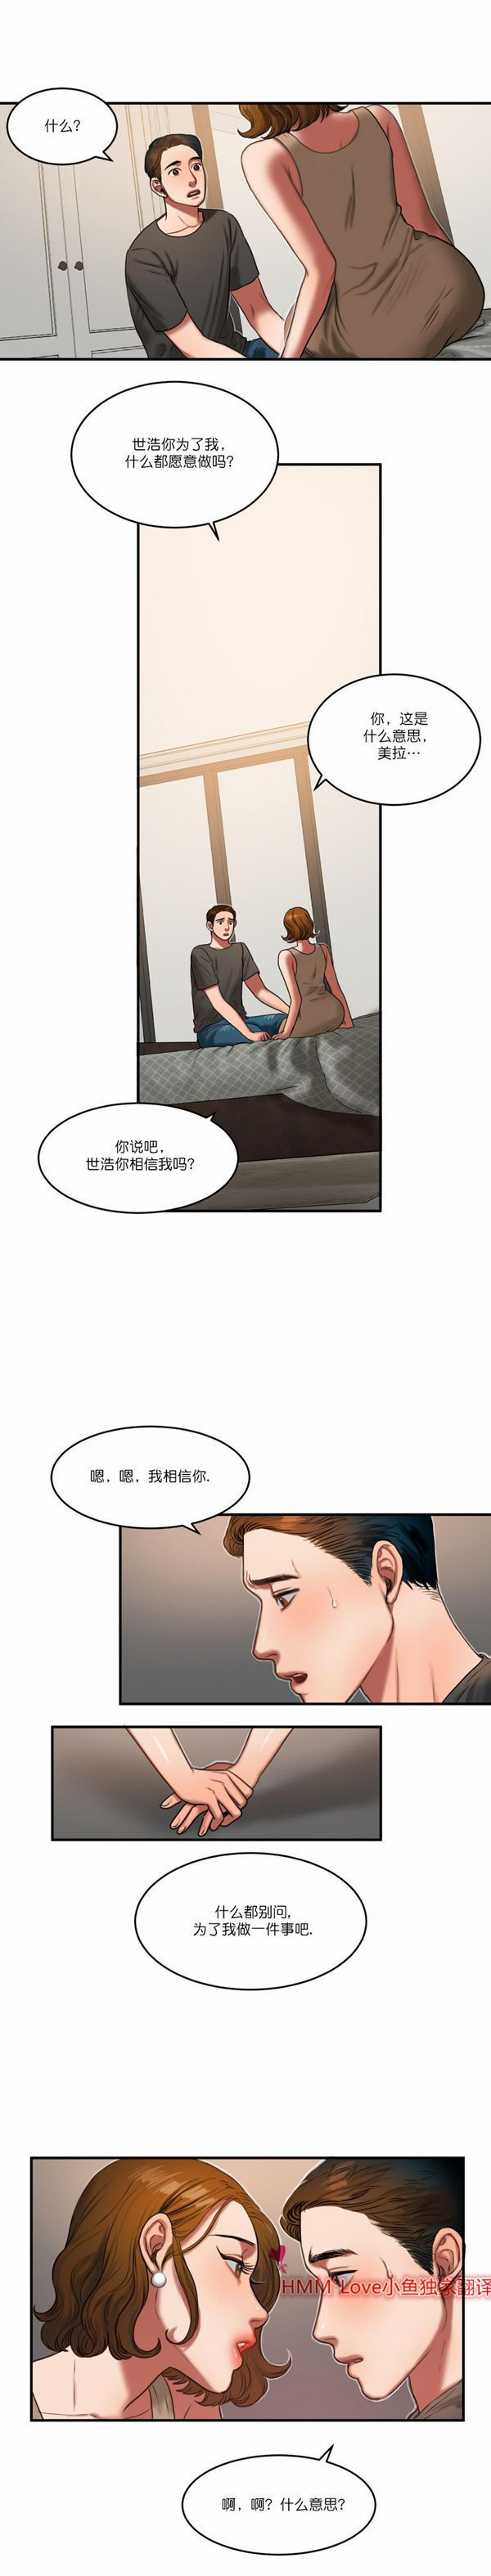 什么?
世浩你为了我,
什么都愿意做吗?
你，这是
什么意思，
美拉…
你说吧，
世浩你相信我吗?
嗯，嗯，我相信你.
什么都别问,
为了我做一件事吧.
HMM Love小鱼独家翻译
啊，啊? 什么意思?